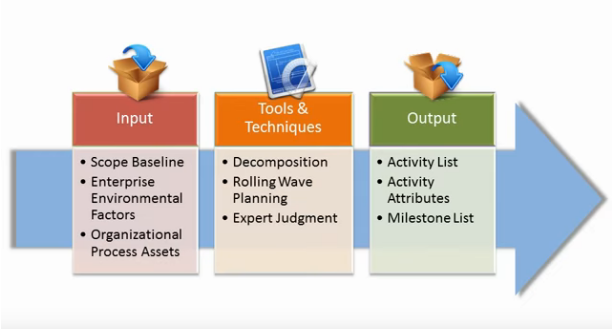 Input
• Scope Baseline
• Enterprise
Environmental
Factors
• Organizational
Process Assets
Tools &
Techniques
• Decomposition
• Rolling Wave
Planning
• Expert Judgment
Output
• Activity List
• Activity
Attributes
• Milestone List